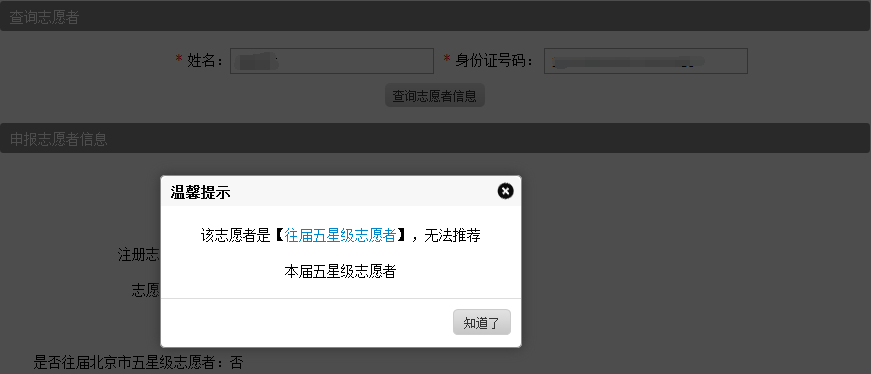 查询志愿者
* 姓名： * 身份证号码：
查询志愿者信息
申报志愿者信息
温馨提示
该志愿者是【往届五星级志愿者】，无法推荐
本届五星级志愿者
注册志
志愿
知道了
是否往届北京市五星级志愿者：否